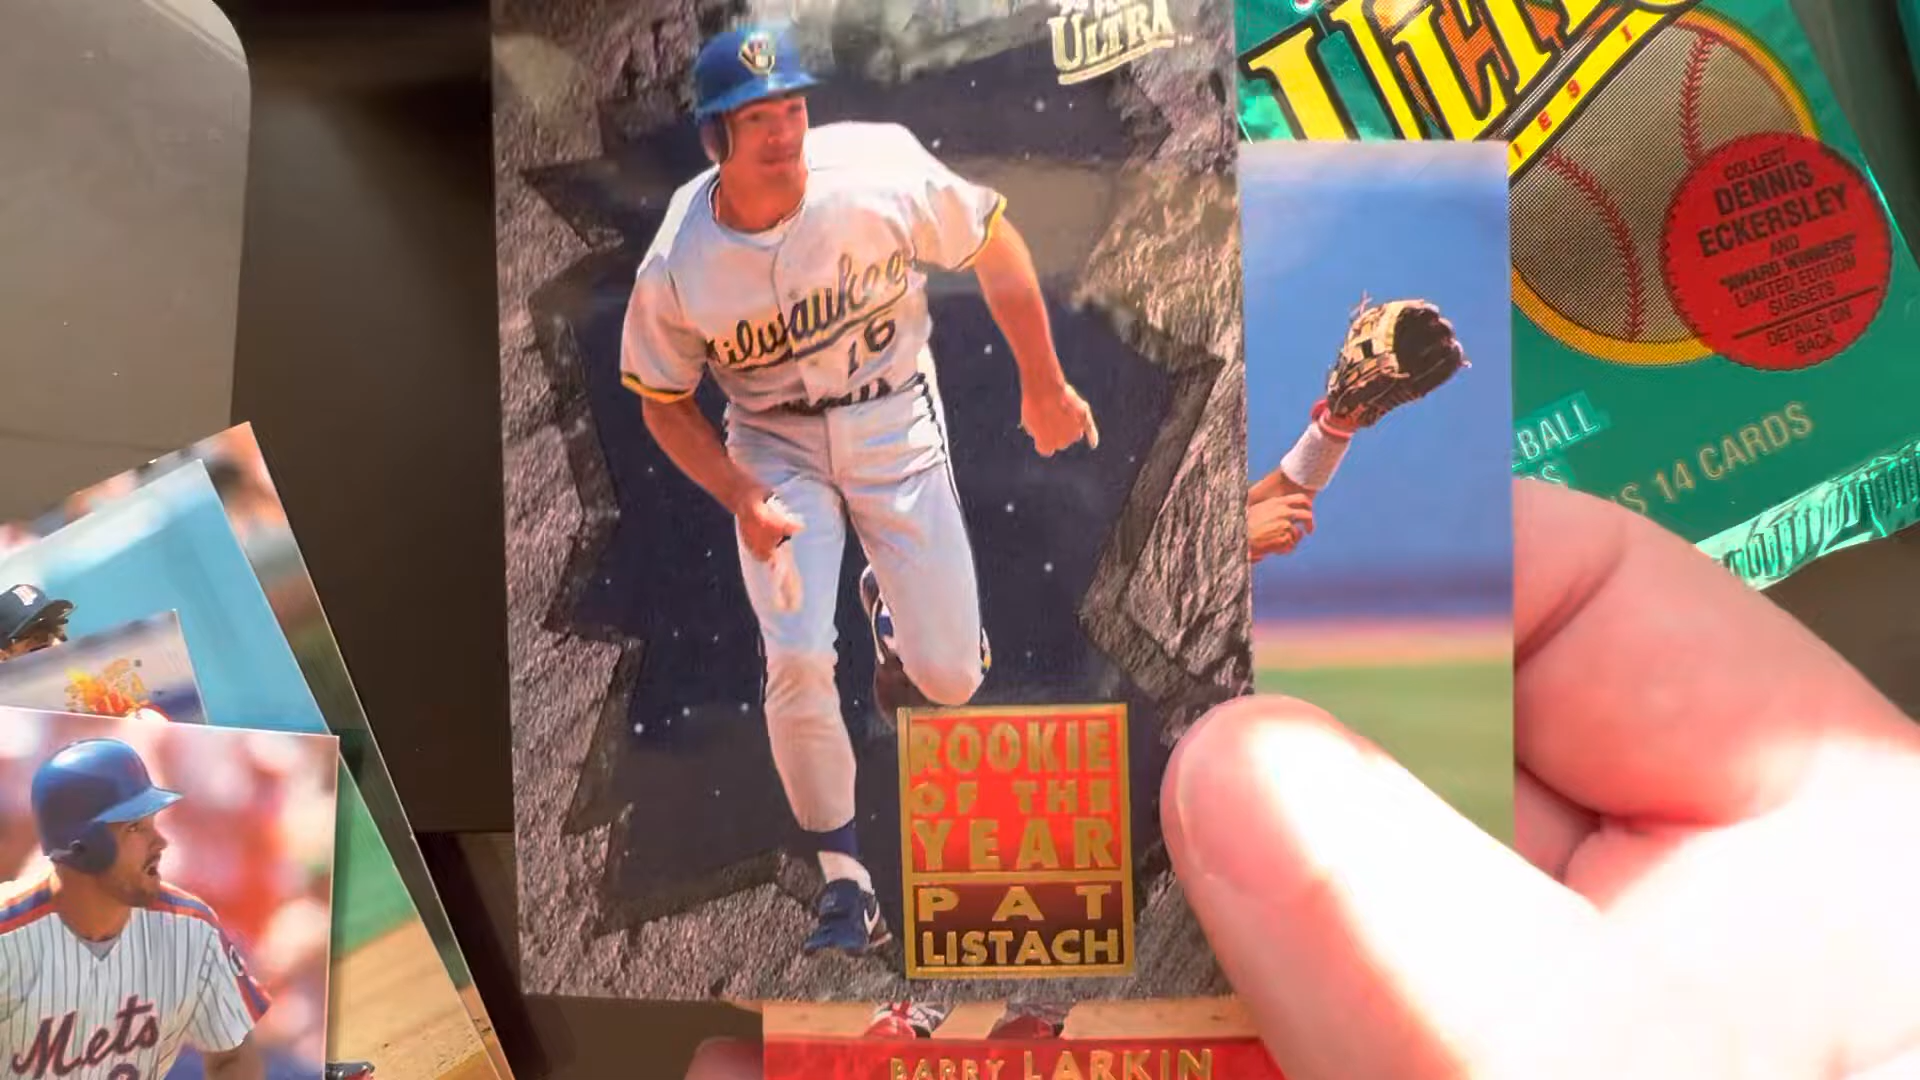 ULTRA
Milwaukee
16
ROOKIE
OF THE
YEAR
PAT
LISTACH
BARRY LARKIN
Mets
COLLECT
DENNIS
ECKERSLEY
AND
"AWARD WINNERS"
LIMITED EDITION
SUBSETS
DETAILS ON
BACK
14 CARDS